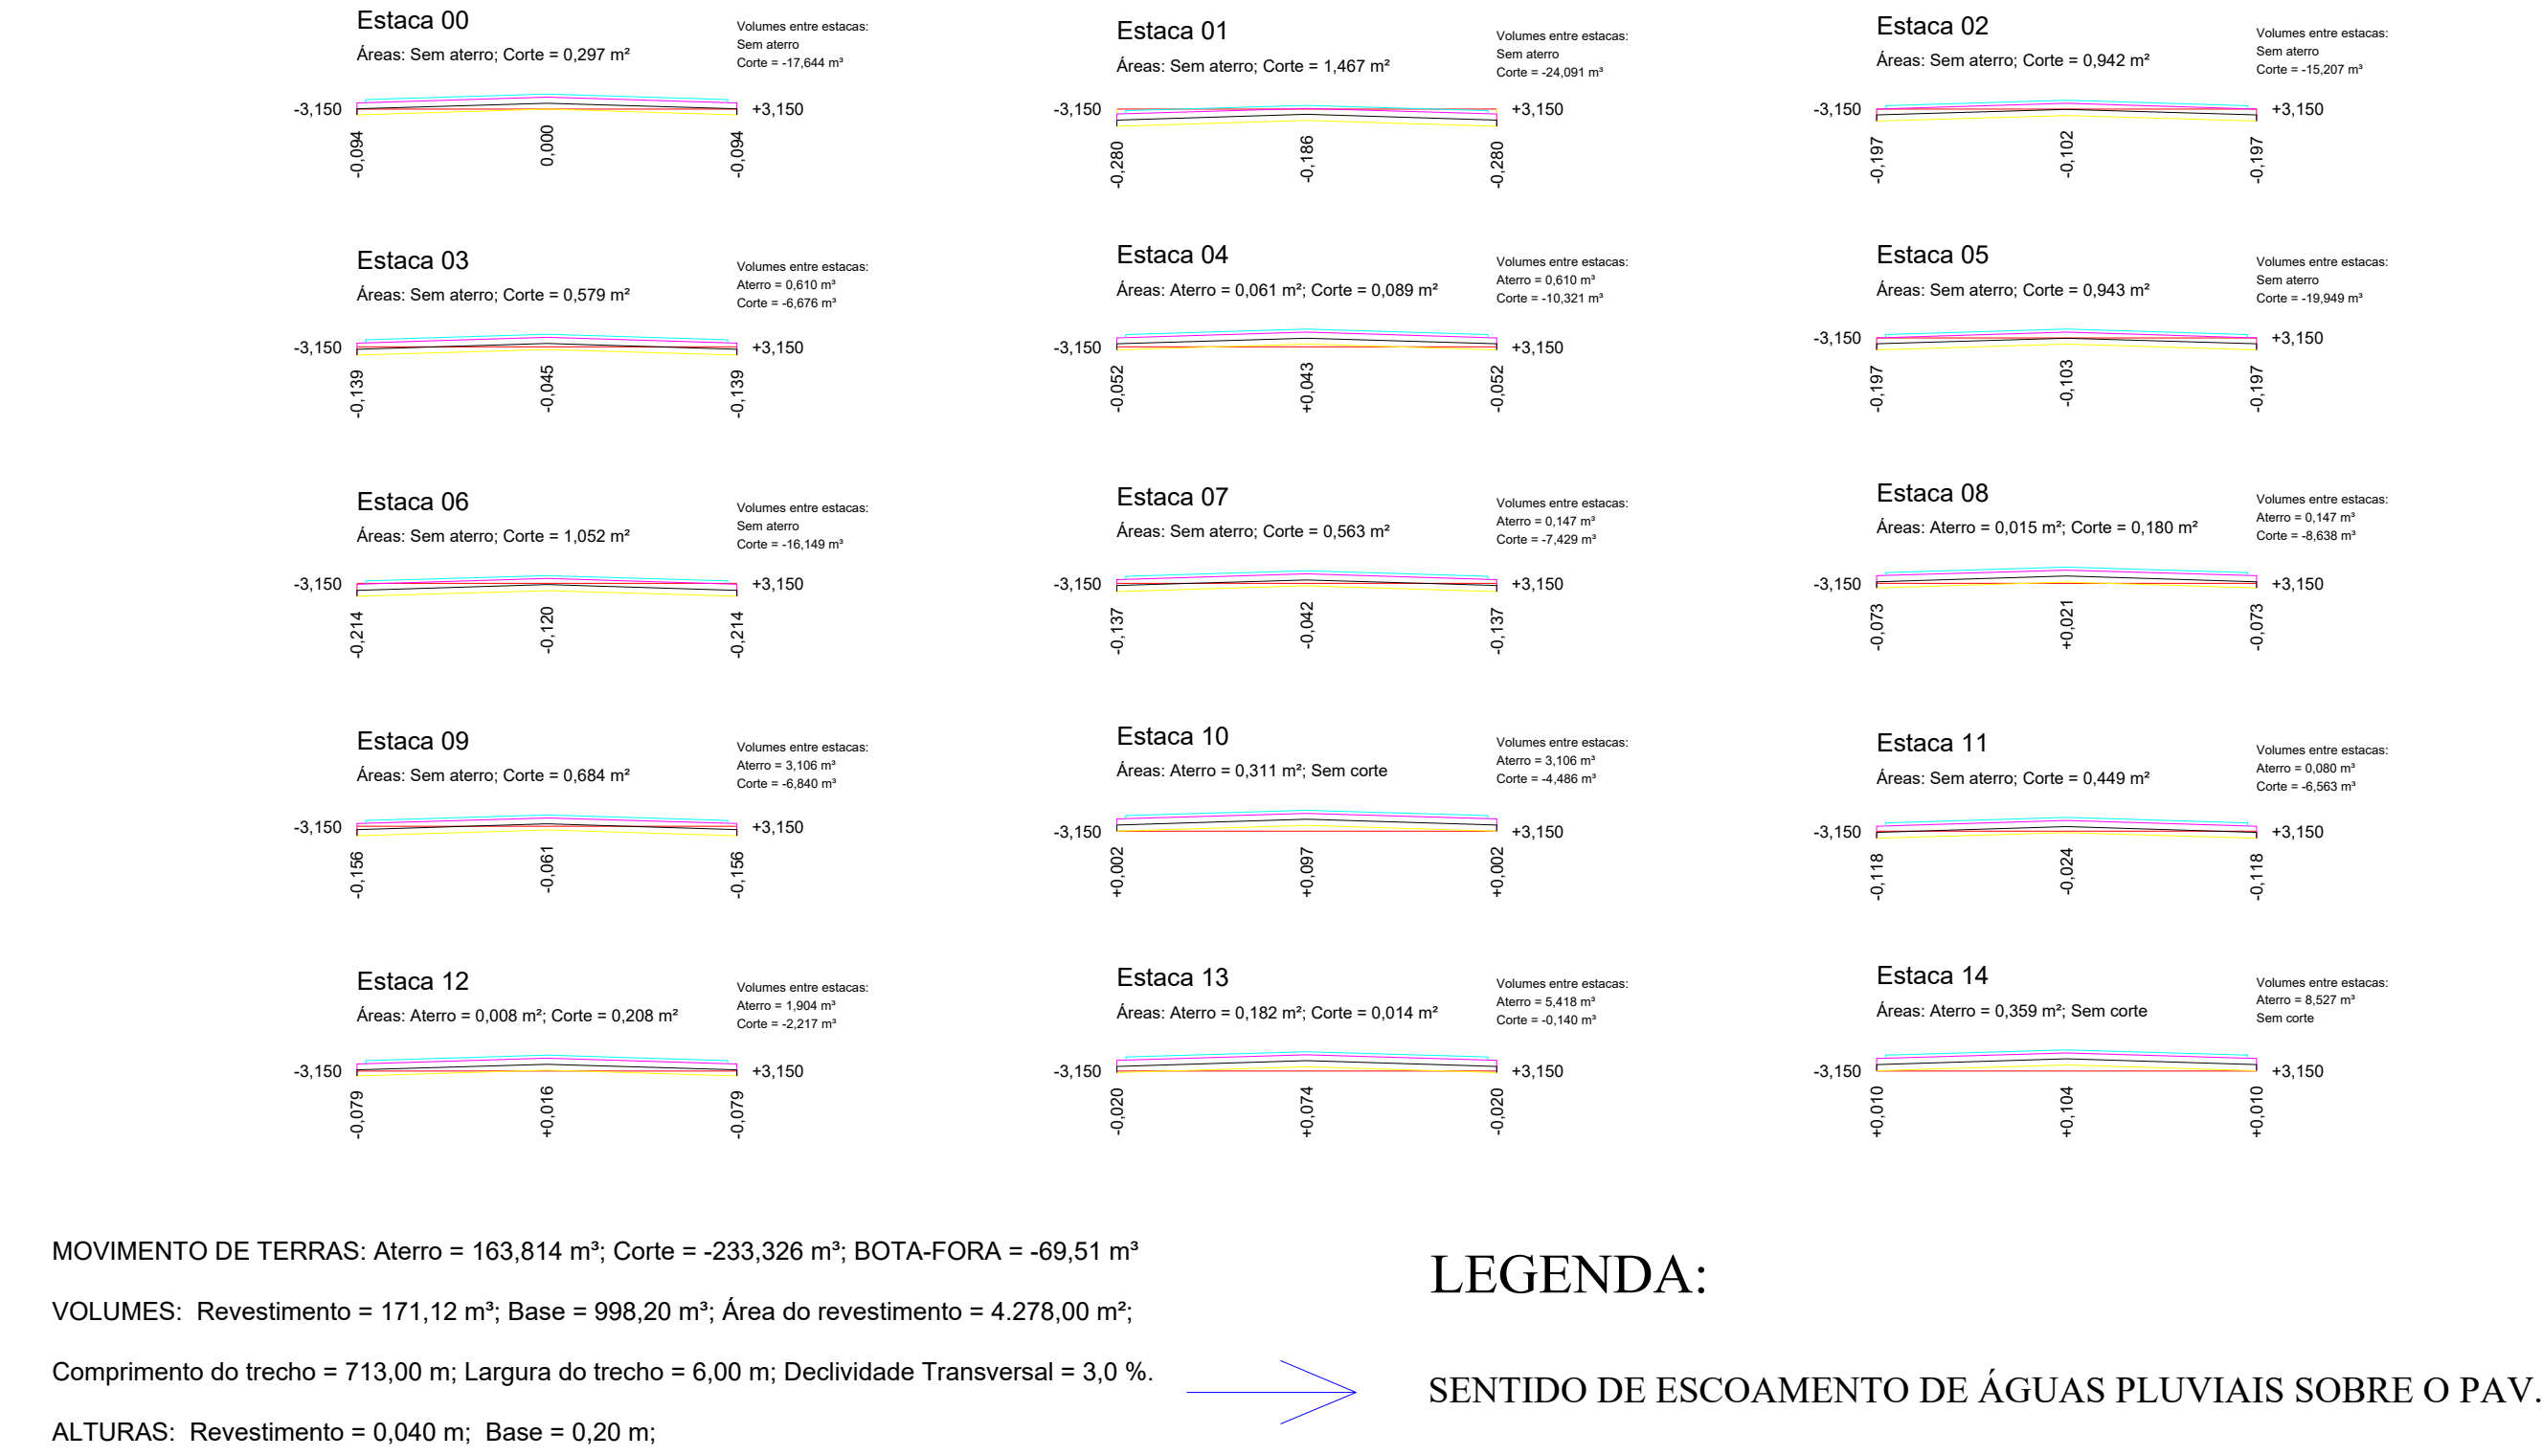 Estaca 00
Áreas: Sem aterro; Corte = 0,297 m²
Volumes entre estacas:
Sem aterro
Corte = -17,644 m³
-3,150
+3,150
-0,094
0,000
-0,094
Estaca 01
Áreas: Sem aterro; Corte = 1,467 m²
Volumes entre estacas:
Sem aterro
Corte = -24,091 m³
-3,150
+3,150
-0,280
-0,186
-0,280
Estaca 02
Áreas: Sem aterro; Corte = 0,942 m²
Volumes entre estacas:
Sem aterro
Corte = -15,207 m³
-3,150
+3,150
-0,197
-0,102
-0,197
Estaca 03
Áreas: Sem aterro; Corte = 0,579 m²
Volumes entre estacas:
Aterro = 0,610 m³
Corte = -6,676 m³
-3,150
+3,150
-0,139
-0,045
-0,139
Estaca 04
Áreas: Aterro = 0,061 m²; Corte = 0,089 m²
Volumes entre estacas:
Aterro = 0,610 m³
Corte = -10,321 m³
-3,150
+3,150
-0,052
+0,043
-0,052
Estaca 05
Áreas: Sem aterro; Corte = 0,943 m²
Volumes entre estacas:
Sem aterro
Corte = -19,949 m³
-3,150
+3,150
-0,197
-0,103
-0,197
Estaca 06
Áreas: Sem aterro; Corte = 1,052 m²
Volumes entre estacas:
Sem aterro
Corte = -16,149 m³
-3,150
+3,150
-0,214
-0,120
-0,214
Estaca 07
Áreas: Sem aterro; Corte = 0,563 m²
Volumes entre estacas:
Aterro = 0,147 m³
Corte = -7,429 m³
-3,150
+3,150
-0,137
-0,042
-0,137
Estaca 08
Áreas: Aterro = 0,015 m²; Corte = 0,180 m²
Volumes entre estacas:
Aterro = 0,147 m³
Corte = -8,638 m³
-3,150
+3,150
-0,073
+0,021
-0,073
Estaca 09
Áreas: Sem aterro; Corte = 0,684 m²
Volumes entre estacas:
Aterro = 3,106 m³
Corte = -6,840 m³
-3,150
+3,150
-0,156
-0,061
-0,156
Estaca 10
Áreas: Aterro = 0,311 m²; Sem corte
Volumes entre estacas:
Aterro = 3,106 m³
Corte = -4,486 m³
-3,150
+3,150
+0,002
+0,097
+0,002
Estaca 11
Áreas: Sem aterro; Corte = 0,449 m²
Volumes entre estacas:
Aterro = 0,080 m³
Corte = -6,563 m³
-3,150
+3,150
-0,118
-0,024
-0,118
Estaca 12
Áreas: Aterro = 0,008 m²; Corte = 0,208 m²
Volumes entre estacas:
Aterro = 1,904 m³
Corte = -2,217 m³
-3,150
+3,150
-0,079
+0,016
-0,079
Estaca 13
Áreas: Aterro = 0,182 m²; Corte = 0,014 m²
Volumes entre estacas:
Aterro = 5,418 m³
Corte = -0,140 m³
-3,150
+3,150
-0,020
+0,074
-0,020
Estaca 14
Áreas: Aterro = 0,359 m²; Sem corte
Volumes entre estacas:
Aterro = 8,527 m³
Sem corte
-3,150
+3,150
+0,010
+0,104
+0,010
MOVIMENTO DE TERRAS: Aterro = 163,814 m³; Corte = -233,326 m³; BOTA-FORA = -69,51 m³
VOLUMES: Revestimento = 171,12 m³; Base = 998,20 m³; Área do revestimento = 4.278,00 m²;
Comprimento do trecho = 713,00 m; Largura do trecho = 6,00 m; Declividade Transversal = 3,0 %.
ALTURAS: Revestimento = 0,040 m; Base = 0,20 m;
LEGENDA:
SENTIDO DE ESCOAMENTO DE ÁGUAS PLUVIAIS SOBRE O PAV.